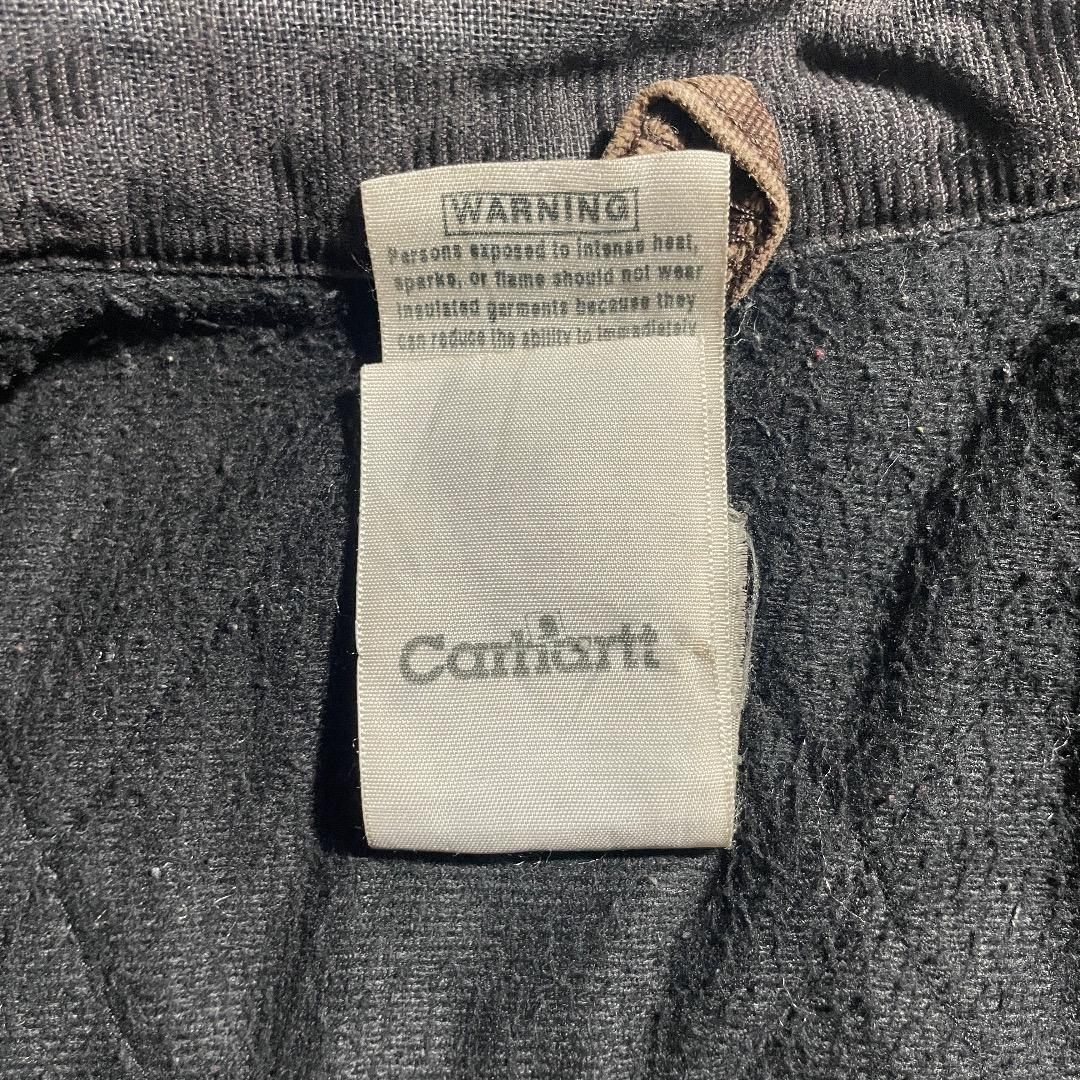 WARNING
Persons exposed to intense heat,
sparks, or flame should not wear
insulated garments because they
can reduce the ability to immediately
Carhartt